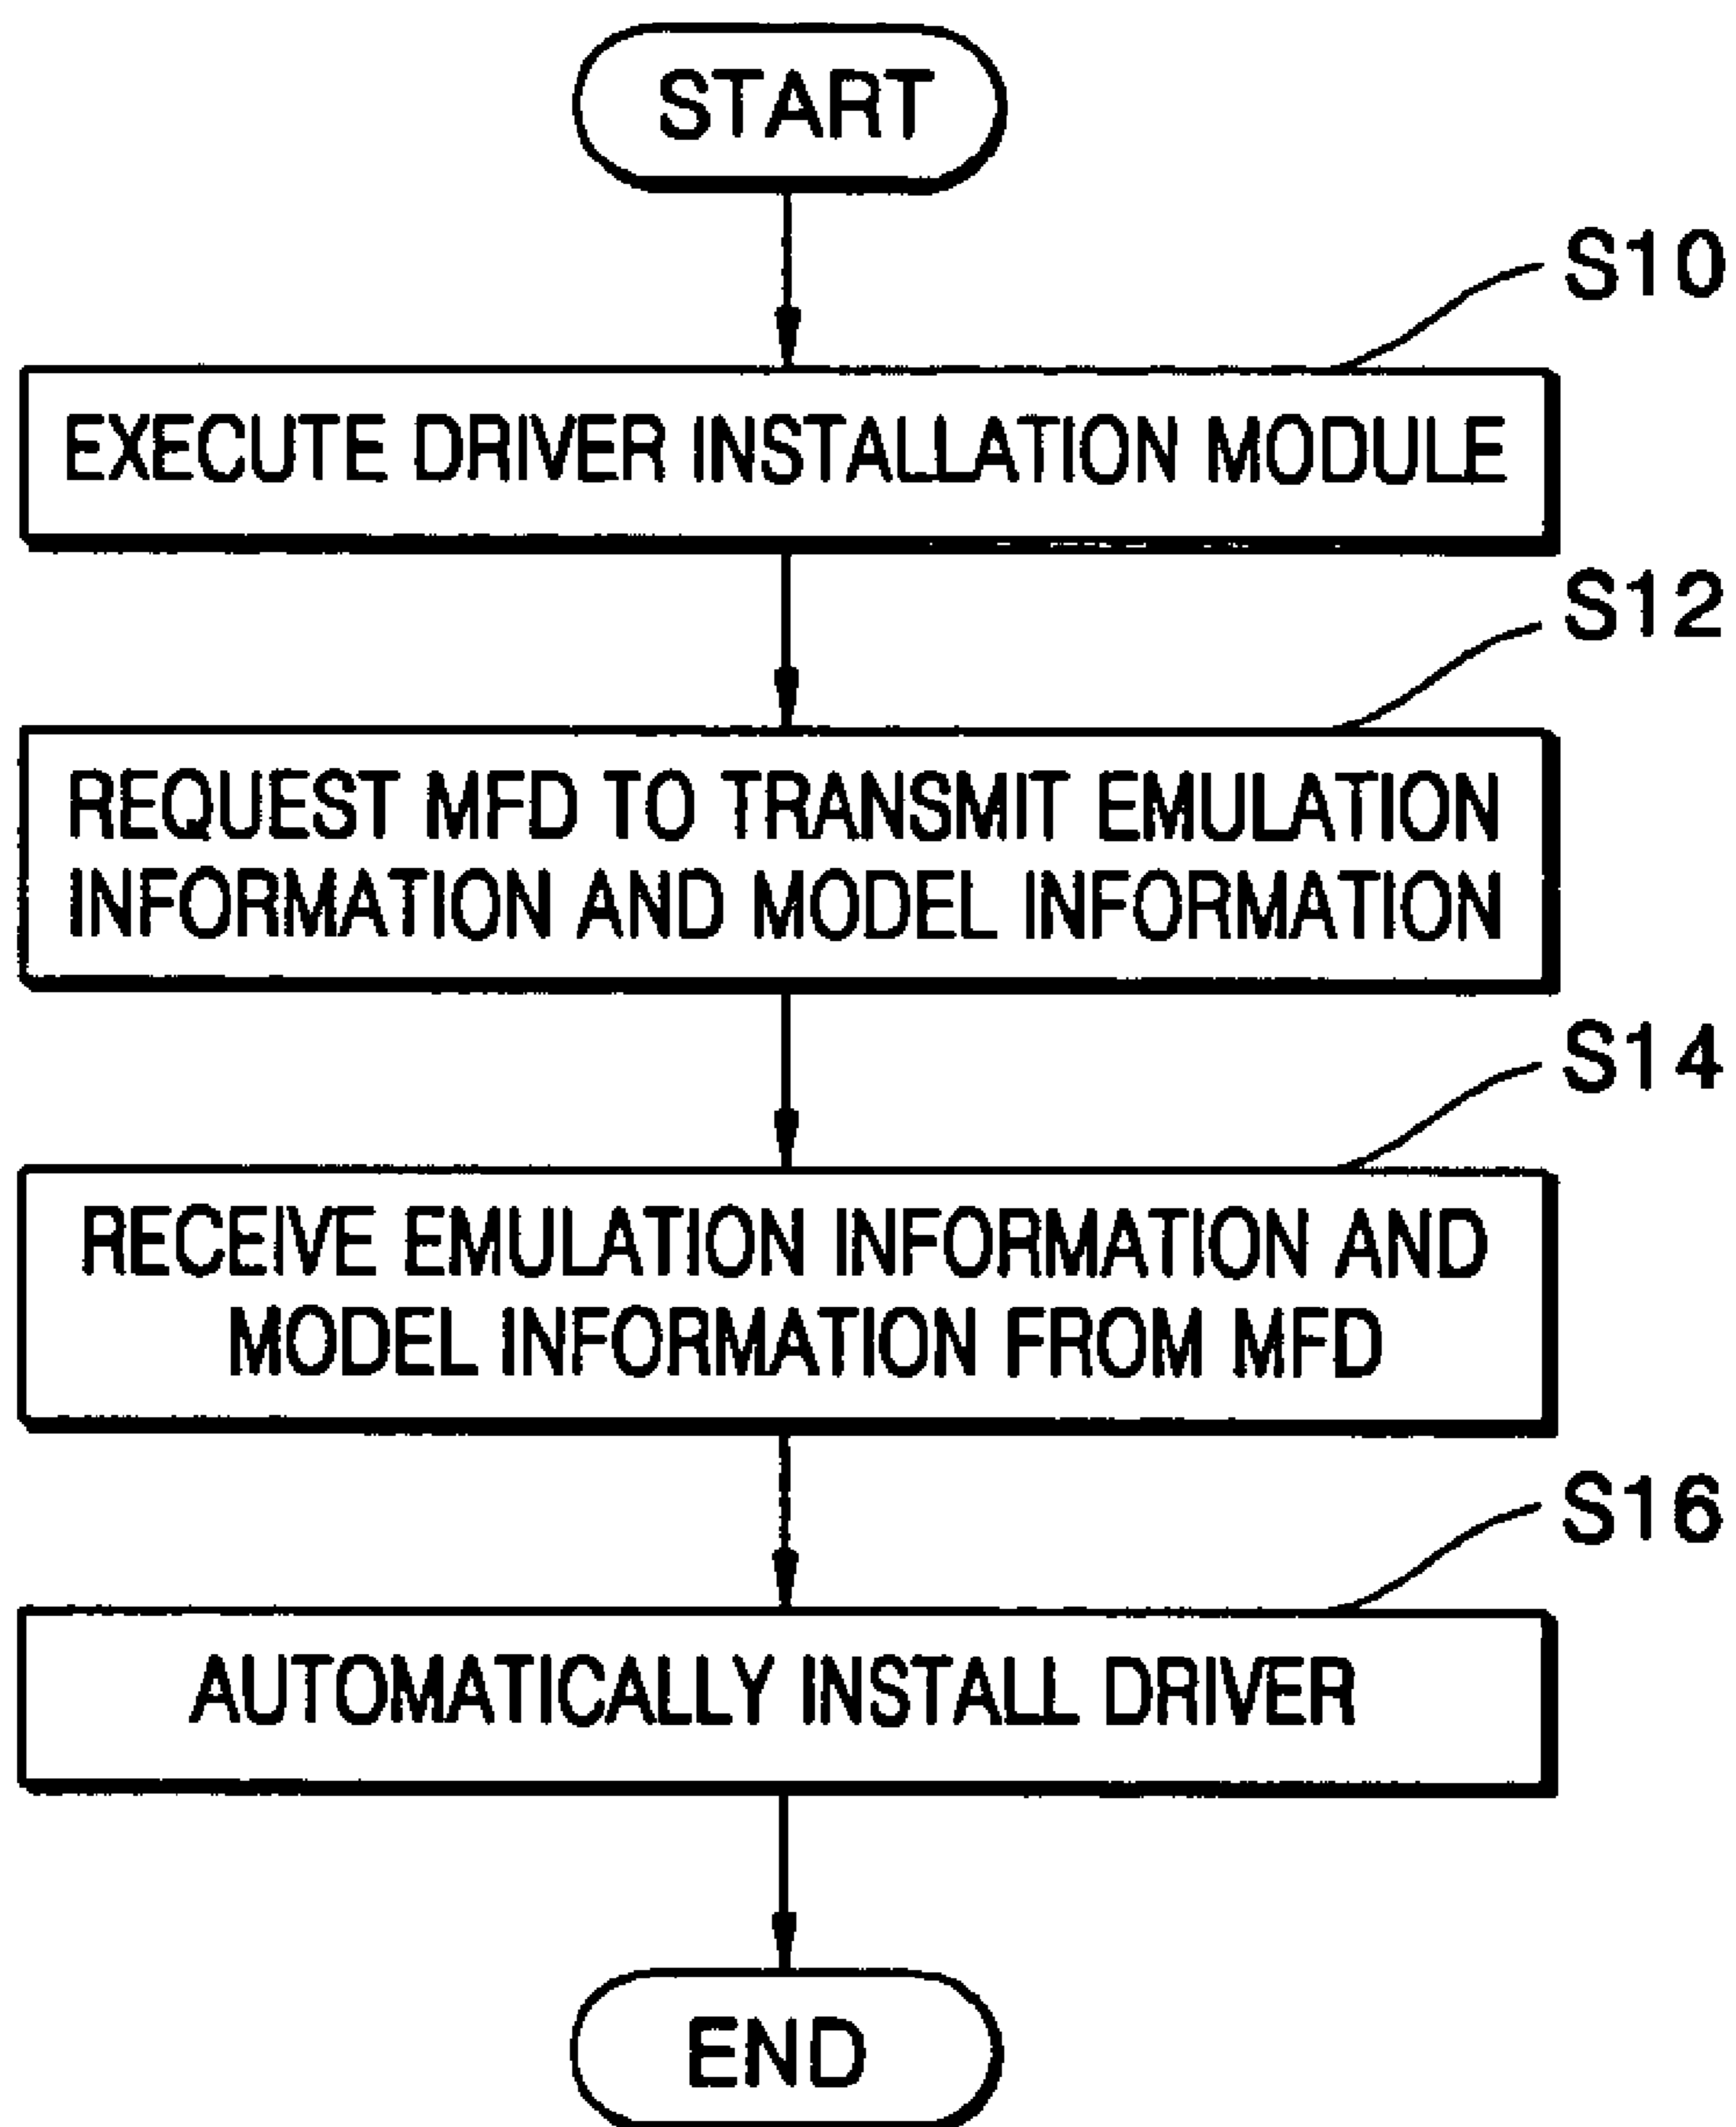 START
S10
EXECUTE DRIVER INSTALLATION MODULE
S12
REQUEST MFD TO TRANSMIT EMULATION
INFORMATION AND MODEL INFORMATION
S14
RECEIVE EMULATION INFORMATION AND
MODEL INFORMATION FROM MFD
S16
AUTOMATICALLY INSTALL DRIVER
END